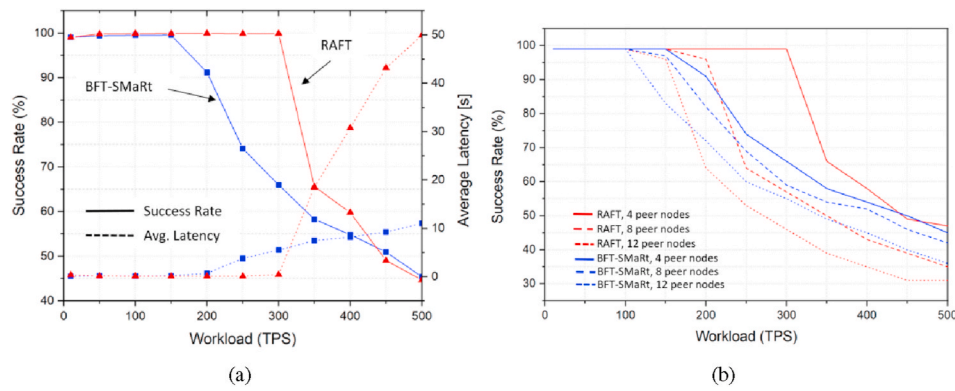 100
90
80
70
60
50
40
Success Rate (%)
50
40
30
20
10
0
Average Latency [s]
RAFT
BFT-SMaRt
Success Rate
Avg. Latency
0
100
200
300
400
500
Workload (TPS)
(a)
100
90
80
70
60
50
40
30
Success Rate (%)
RAFT, 4 peer nodes
RAFT, 8 peer nodes
RAFT, 12 peer nodes
BFT-SMaRt, 4 peer nodes
BFT-SMaRt, 8 peer nodes
BFT-SMaRt, 12 peer nodes
0
100
200
300
400
500
Workload (TPS)
(b)